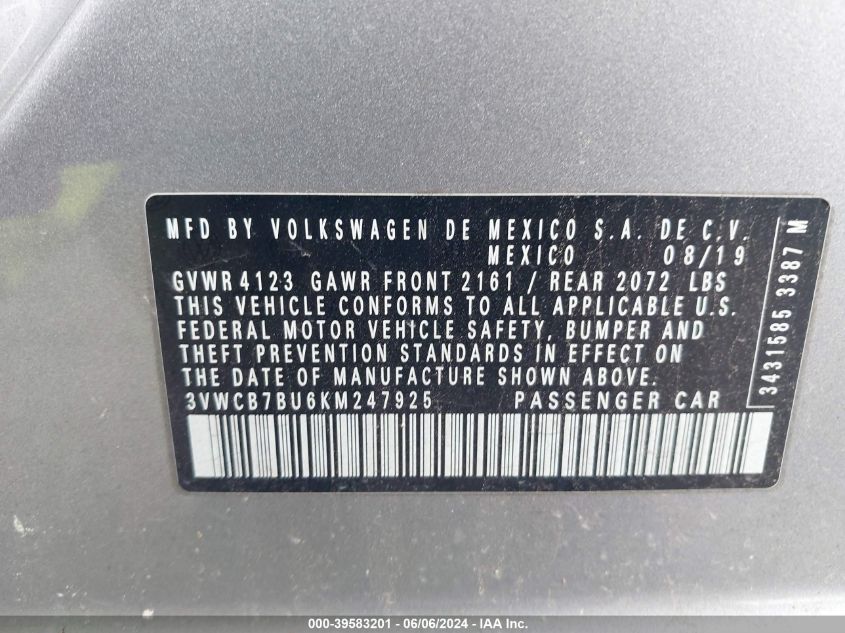 MFD BY VOLKSWAGEN DE MEXICO S.A. DE C.V.
MEXICO 08/19
GVWR 4123 GAWR FRONT 2161 / REAR 2072 LBS
THIS VEHICLE CONFORMS TO ALL APPLICABLE U.S.
FEDERAL MOTOR VEHICLE SAFETY, BUMPER AND
THEFT PREVENTION STANDARDS IN EFFECT ON
THE DATE OF MANUFACTURE SHOWN ABOVE.
3VWCB7BU6KM247925 PASSENGER CAR
3431585 3387 M
000-39583201 - 06/06/2024 - IAA Inc.